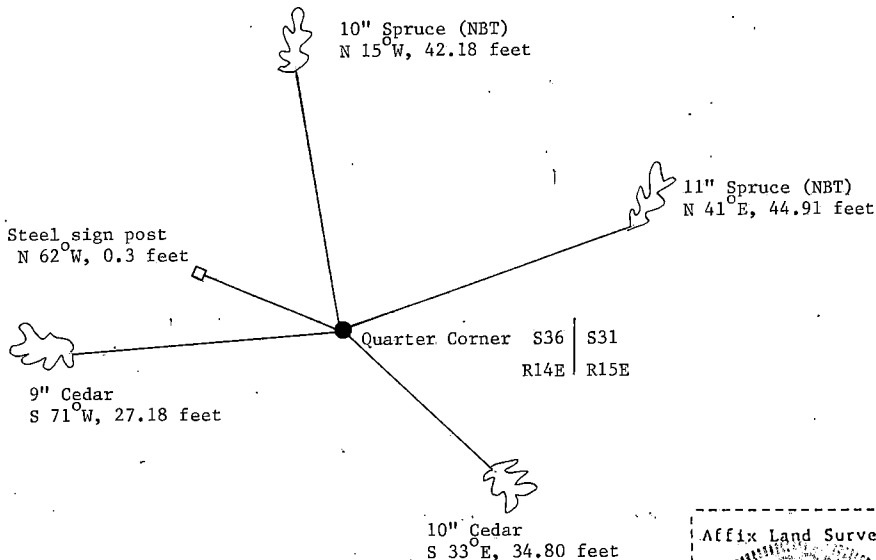 10" Spruce (NBT)
N 15°W, 42.18 feet
11" Spruce (NBT)
N 41°E, 44.91 feet
Steel sign post
N 62°W, 0.3 feet
Quarter Corner S36 | S31
R14E | R15E
9" Cedar
S 71°W, 27.18 feet
10" Cedar
S 33°E, 34.80 feet
Affix Land Surve